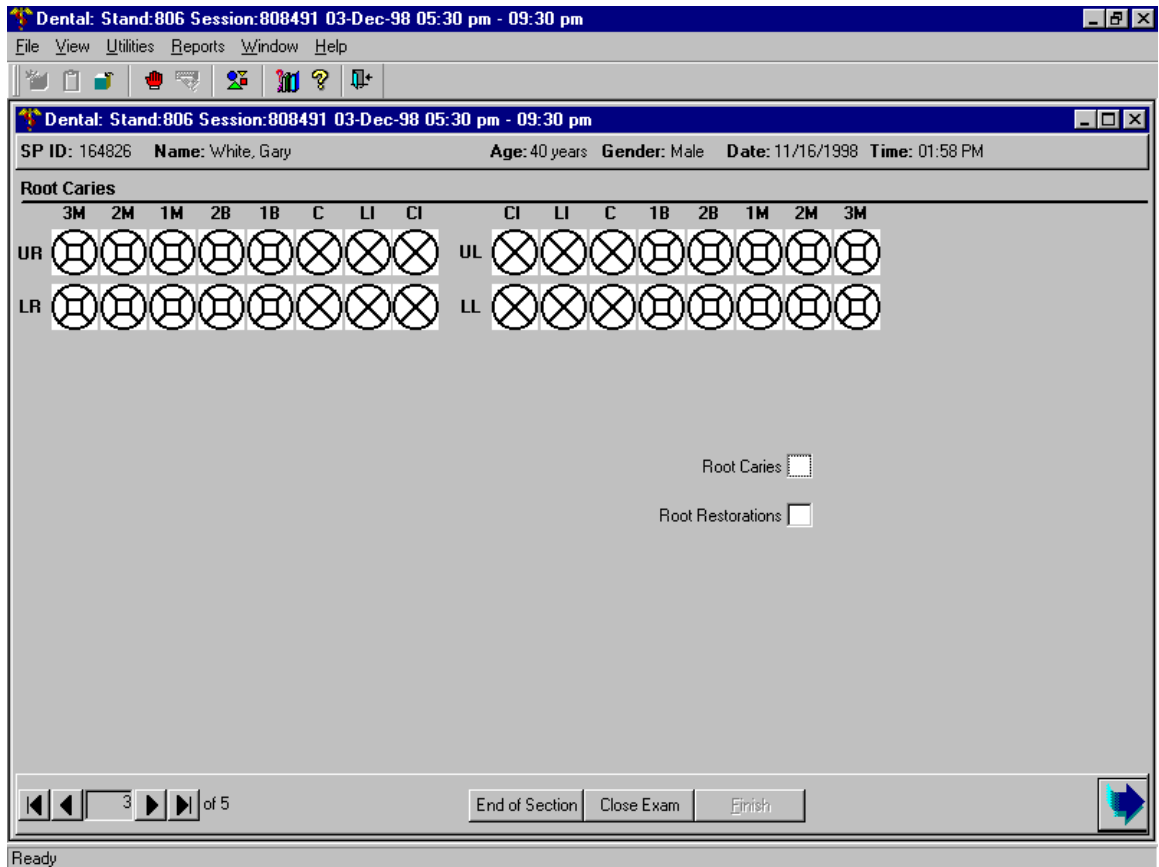 Dental: Stand:806 Session:808491 03-Dec-98 05:30 pm - 09:30 pm
File View Utilities Reports Window Help
Dental: Stand:806 Session:808491 03-Dec-98 05:30 pm - 09:30 pm
SP ID: 164826 Name: White, Gary Age: 40 years Gender: Male Date: 11/16/1998 Time: 01:58 PM
Root Caries
3M 2M 1M 2B 1B C LI CI CI LI C 1B 2B 1M 2M 3M
UR UL
LR LL
Root Caries
Root Restorations
3 of 5 End of Section Close Exam Finish
Ready